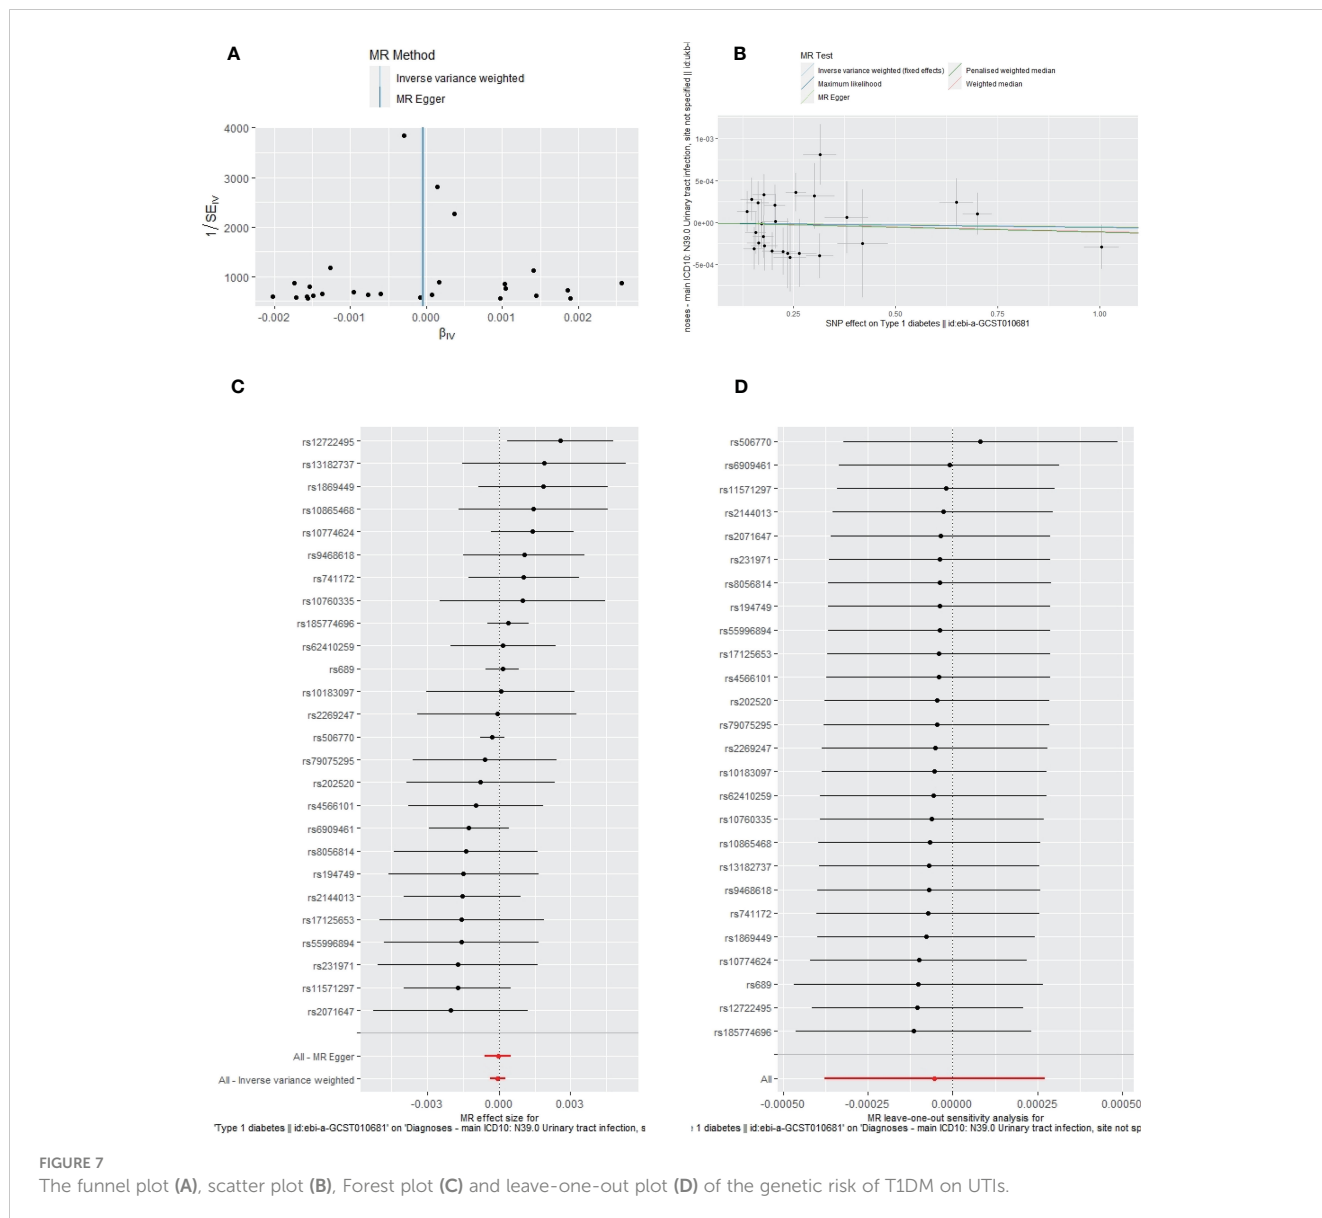 A
MR Method
Inverse variance weighted
MR Egger
4000
3000
2000
1000
1/SE_IV
-0.002
-0.001
0.000
0.001
0.002
β_IV
B
MR Test
Inverse variance weighted (fixed effects)
Maximum likelihood
MR Egger
Penalised weighted median
Weighted median
noses - main ICD10: N39.0 Urinary tract infection, site not specified || id:ukb-
1e-03
5e-04
0e+00
-5e-04
0.25
0.50
0.75
1.00
SNP effect on Type 1 diabetes || id:ebi-a-GCST010681
C
rs12722495
rs13182737
rs1869449
rs10865468
rs10774624
rs9468618
rs741172
rs10760335
rs185774696
rs62410259
rs689
rs10183097
rs2269247
rs506770
rs79075295
rs202520
rs4566101
rs6909461
rs8056814
rs194749
rs2144013
rs17125653
rs55996894
rs231971
rs11571297
rs2071647
All - MR Egger
All - Inverse variance weighted
-0.003
0.000
0.003
MR effect size for
'Type 1 diabetes || id:ebi-a-GCST010681' on 'Diagnoses - main ICD10: N39.0 Urinary tract infection, s
D
rs506770
rs6909461
rs11571297
rs2144013
rs2071647
rs231971
rs8056814
rs194749
rs55996894
rs17125653
rs4566101
rs202520
rs79075295
rs2269247
rs10183097
rs62410259
rs10760335
rs10865468
rs13182737
rs9468618
rs741172
rs1869449
rs10774624
rs689
rs12722495
rs185774696
All
-0.00050
-0.00025
0.00000
0.00025
0.00050
MR leave-one-out sensitivity analysis for
1 diabetes || id:ebi-a-GCST010681' on 'Diagnoses - main ICD10: N39.0 Urinary tract infection, site not sp
FIGURE 7
The funnel plot (A), scatter plot (B), Forest plot (C) and leave-one-out plot (D) of the genetic risk of T1DM on UTIs.